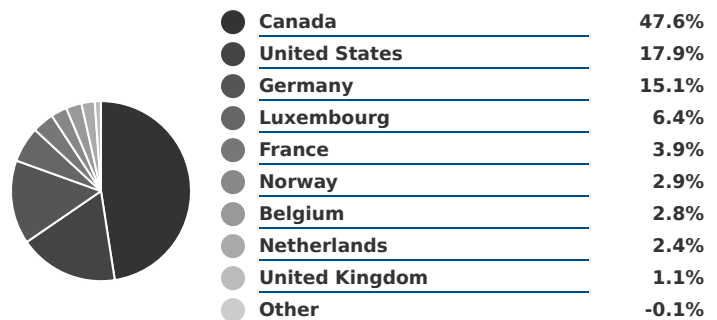 Canada 47.6%
United States 17.9%
Germany 15.1%
Luxembourg 6.4%
France 3.9%
Norway 2.9%
Belgium 2.8%
Netherlands 2.4%
United Kingdom 1.1%
Other -0.1%